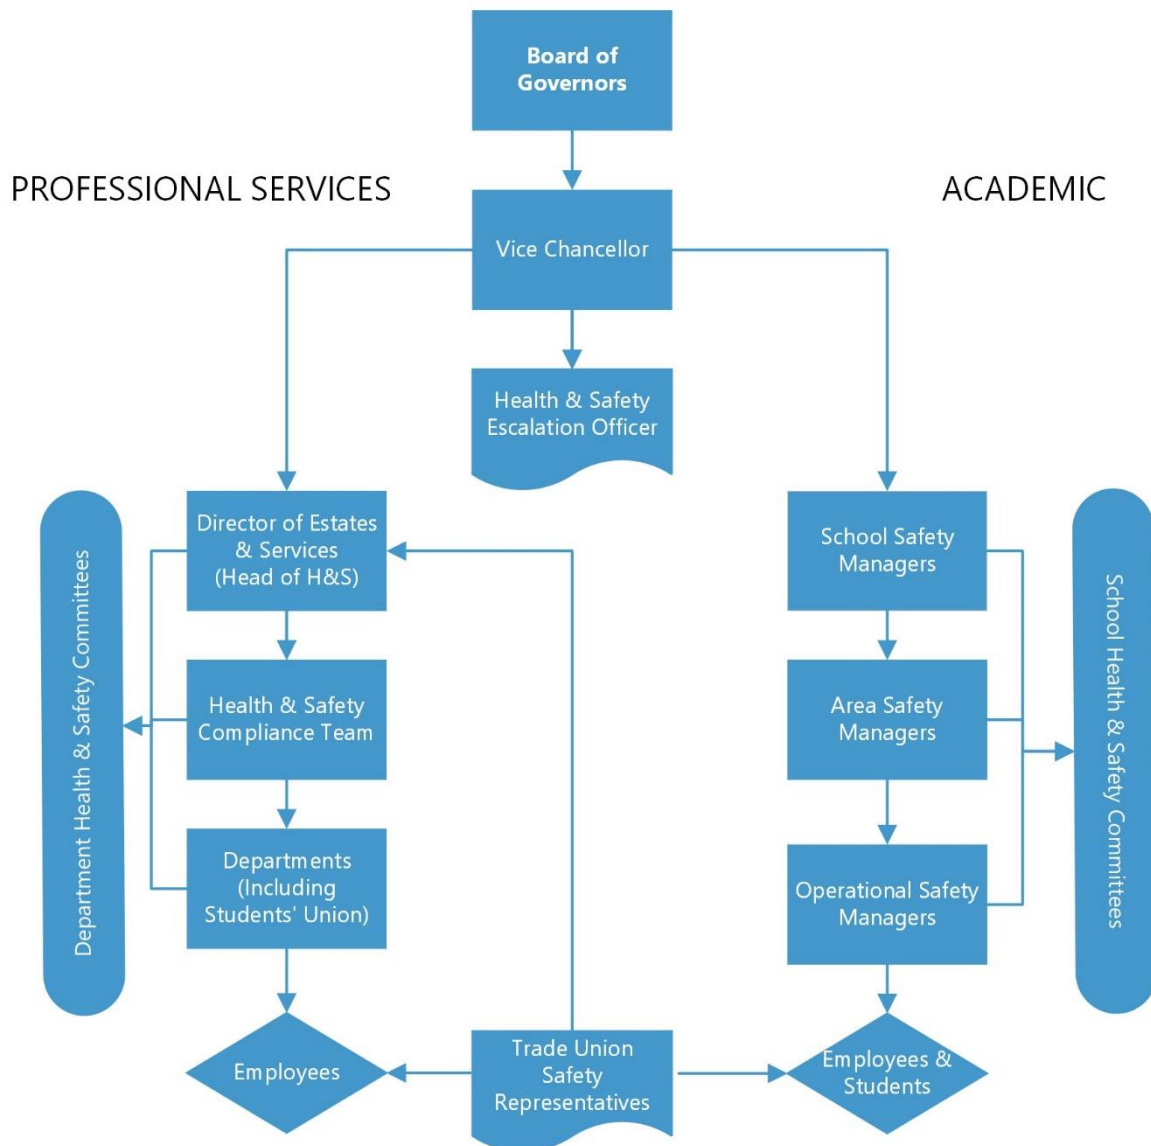 Board of
Governors
PROFESSIONAL SERVICES
ACADEMIC
Vice Chancellor
Health & Safety
Escalation Officer
Department Health & Safety Committees
Director of Estates
& Services
(Head of H&S)
Health & Safety
Compliance Team
Departments
(Including
Students' Union)
Employees
Trade Union
Safety
Representatives
School Safety
Managers
Area Safety
Managers
Operational Safety
Managers
Employees &
Students
School Health & Safety Committees